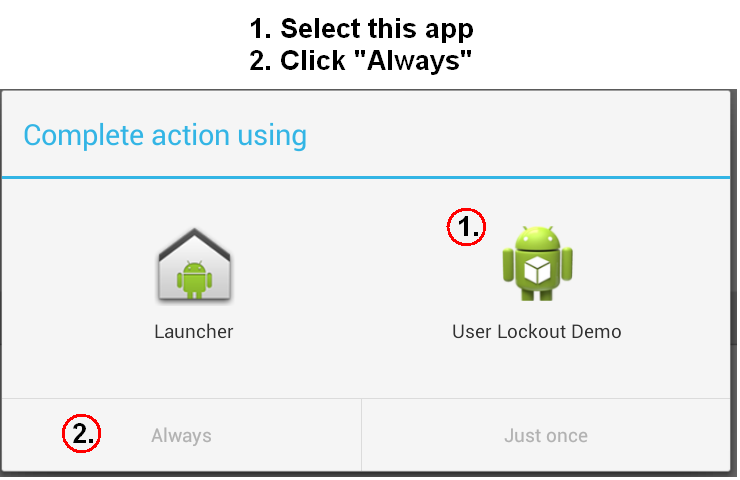 1. Select this app
2. Click "Always"
Complete action using
1.
Launcher
User Lockout Demo
2.
Always
Just once